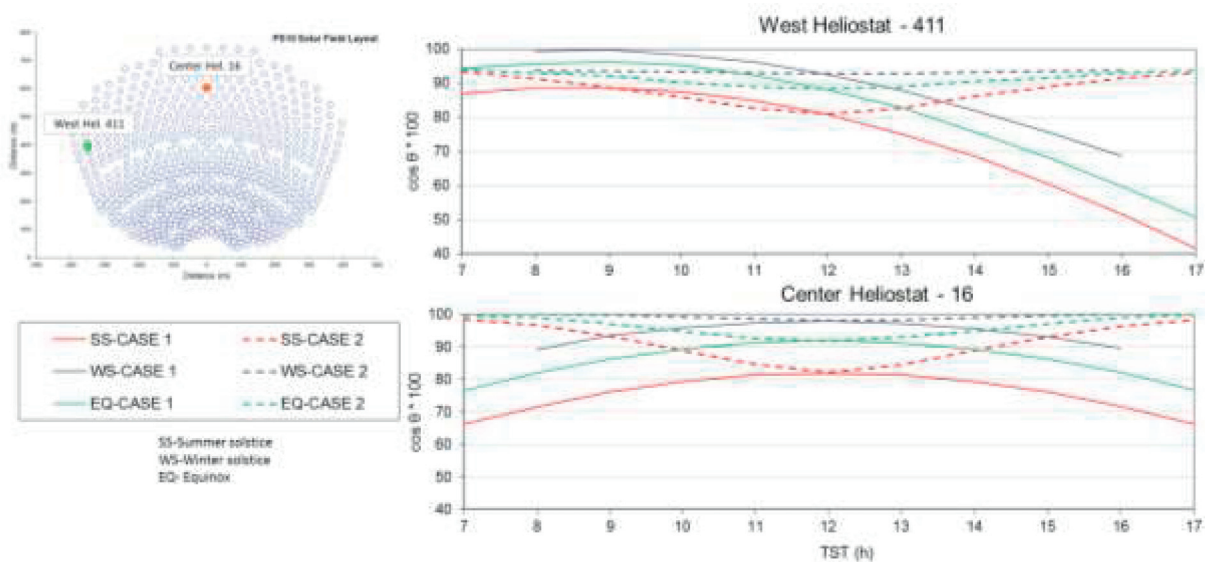 PS10 Solar Field Layout
Center Hel. 16
West Hel. 411
Distance (m)
Distance (m)
SS-CASE 1
SS-CASE 2
WS-CASE 1
WS-CASE 2
EQ-CASE 1
EQ-CASE 2
SS-Summer solstice
WS-Winter solstice
EQ- Equinox
West Heliostat - 411
cos θ * 100
100
90
80
70
60
50
40
7 8 9 10 11 12 13 14 15 16 17
Center Heliostat - 16
cos θ * 100
100
90
80
70
60
50
40
7 8 9 10 11 12 13 14 15 16 17
TST (h)